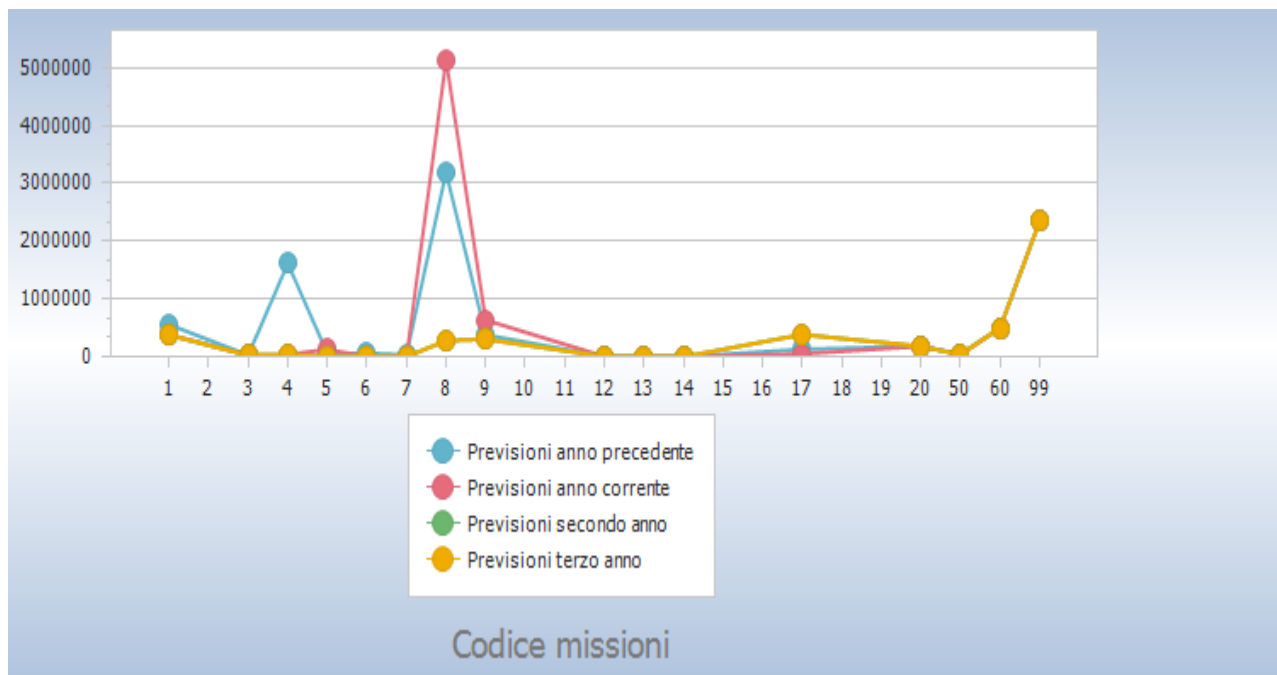 5000000
4000000
3000000
2000000
1000000
0
1 2 3 4 5 6 7 8 9 10 11 12 13 14 15 16 17 18 19 20 50 60 99
Previsioni anno precedente
Previsioni anno corrente
Previsioni secondo anno
Previsioni terzo anno
Codice missioni